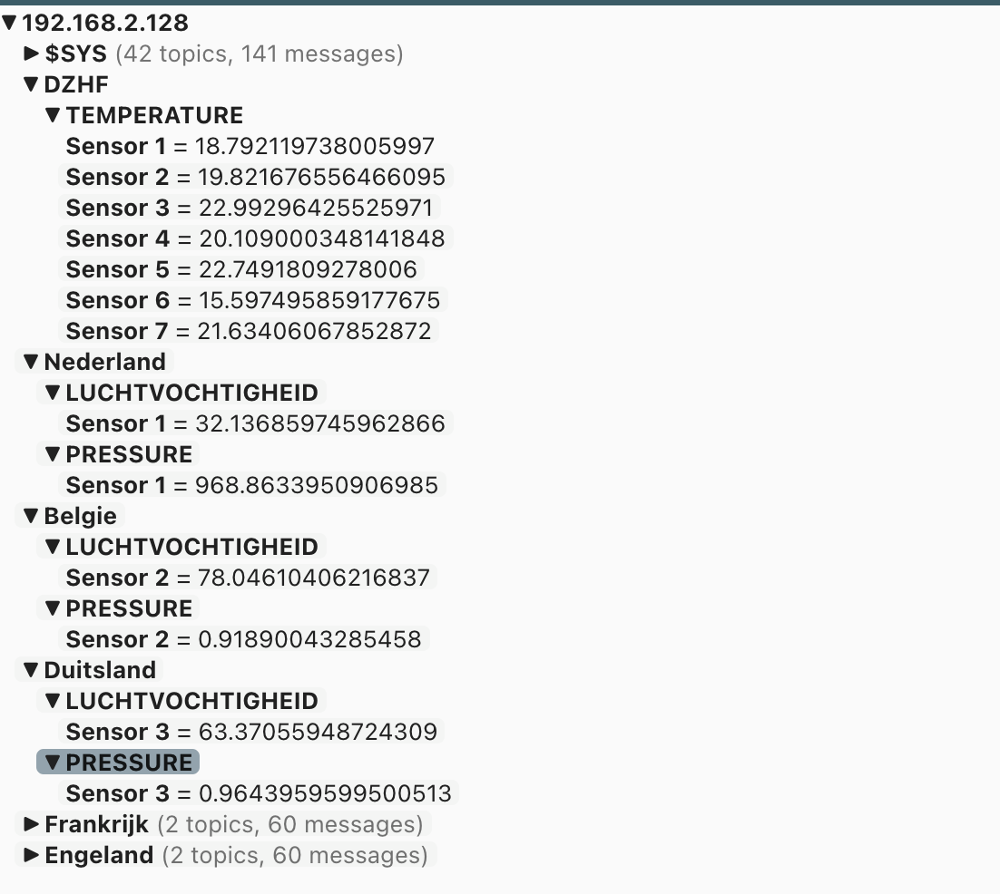 192.168.2.128
$SYS (42 topics, 141 messages)
DZHF
TEMPERATURE
Sensor 1 = 18.792119738005997
Sensor 2 = 19.821676556466095
Sensor 3 = 22.99296425525971
Sensor 4 = 20.109000348141848
Sensor 5 = 22.7491809278006
Sensor 6 = 15.597495859177675
Sensor 7 = 21.63406067852872
Nederland
LUCHTVOCHTIGHEID
Sensor 1 = 32.136859745962866
PRESSURE
Sensor 1 = 968.8633950906985
Belgie
LUCHTVOCHTIGHEID
Sensor 2 = 78.04610406216837
PRESSURE
Sensor 2 = 0.91890043285458
Duitsland
LUCHTVOCHTIGHEID
Sensor 3 = 63.37055948724309
PRESSURE
Sensor 3 = 0.9643959599500513
Frankrijk (2 topics, 60 messages)
Engeland (2 topics, 60 messages)